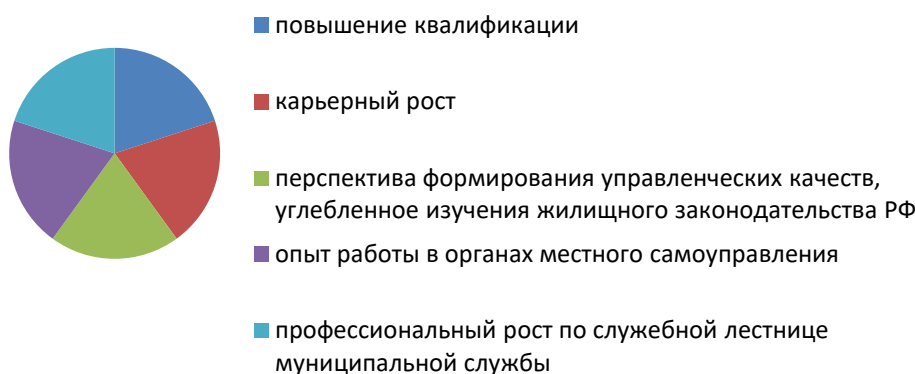 повышение квалификации
карьерный рост
перспектива формирования управленческих качеств,
углебленное изучения жилищного законодательства РФ
опыт работы в органах местного самоуправления
профессиональный рост по служебной лестнице
муниципальной службы